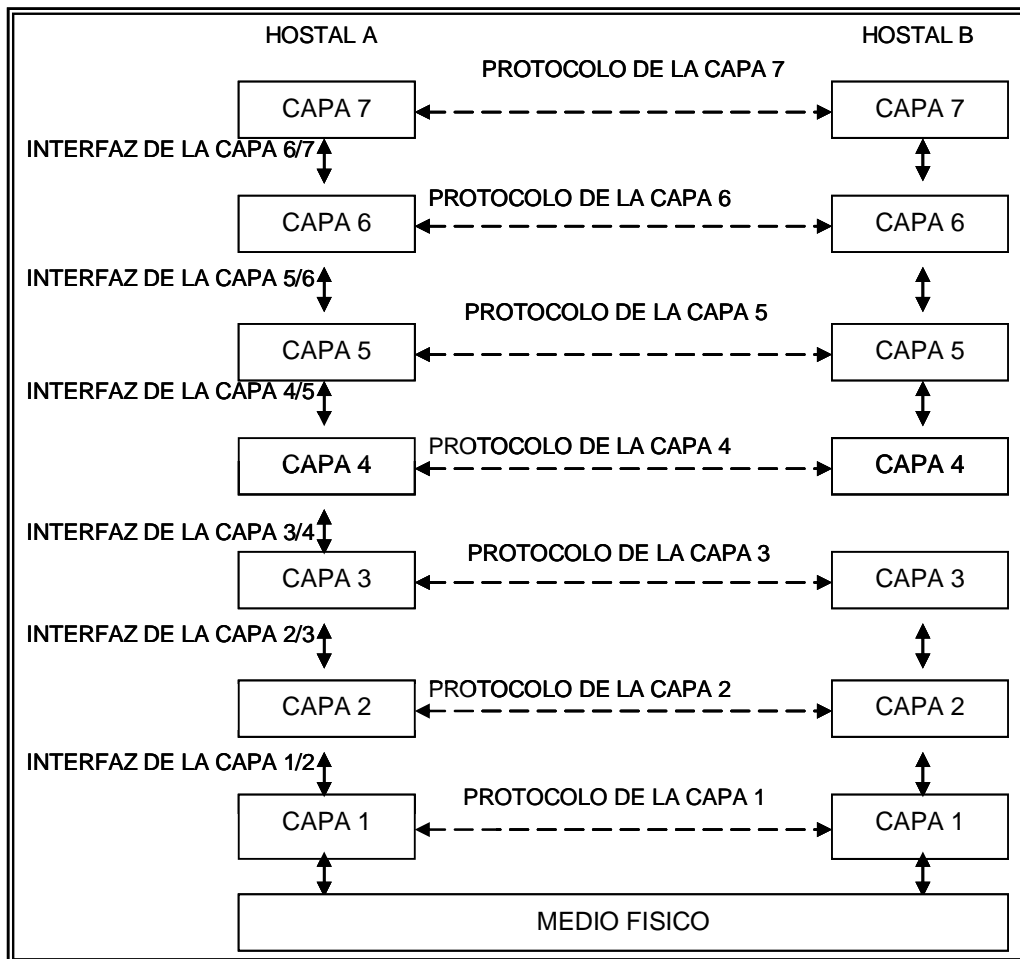 HOSTAL A
HOSTAL B
PROTOCOLO DE LA CAPA 7
CAPA 7
CAPA 7
INTERFAZ DE LA CAPA 6/7
PROTOCOLO DE LA CAPA 6
CAPA 6
CAPA 6
INTERFAZ DE LA CAPA 5/6
PROTOCOLO DE LA CAPA 5
CAPA 5
CAPA 5
INTERFAZ DE LA CAPA 4/5
PROTOCOLO DE LA CAPA 4
CAPA 4
CAPA 4
INTERFAZ DE LA CAPA 3/4
PROTOCOLO DE LA CAPA 3
CAPA 3
CAPA 3
INTERFAZ DE LA CAPA 2/3
PROTOCOLO DE LA CAPA 2
CAPA 2
CAPA 2
INTERFAZ DE LA CAPA 1/2
PROTOCOLO DE LA CAPA 1
CAPA 1
CAPA 1
MEDIO FISICO